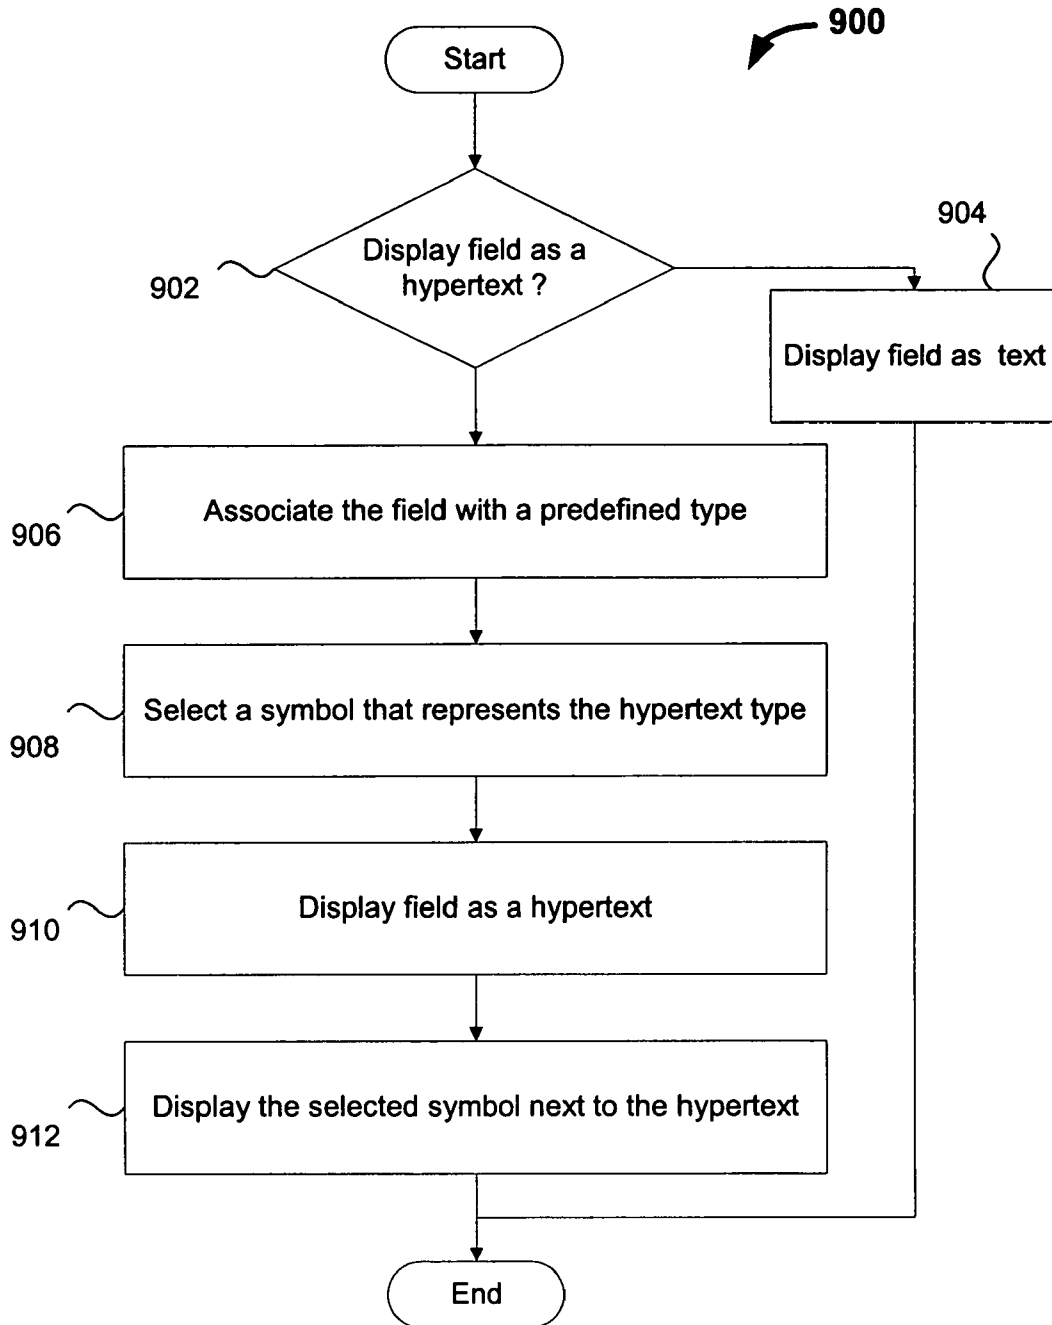 900
Start
Display field as a
hypertext ?
902
904
Display field as text
Associate the field with a predefined type
906
Select a symbol that represents the hypertext type
908
Display field as a hypertext
910
Display the selected symbol next to the hypertext
912
End